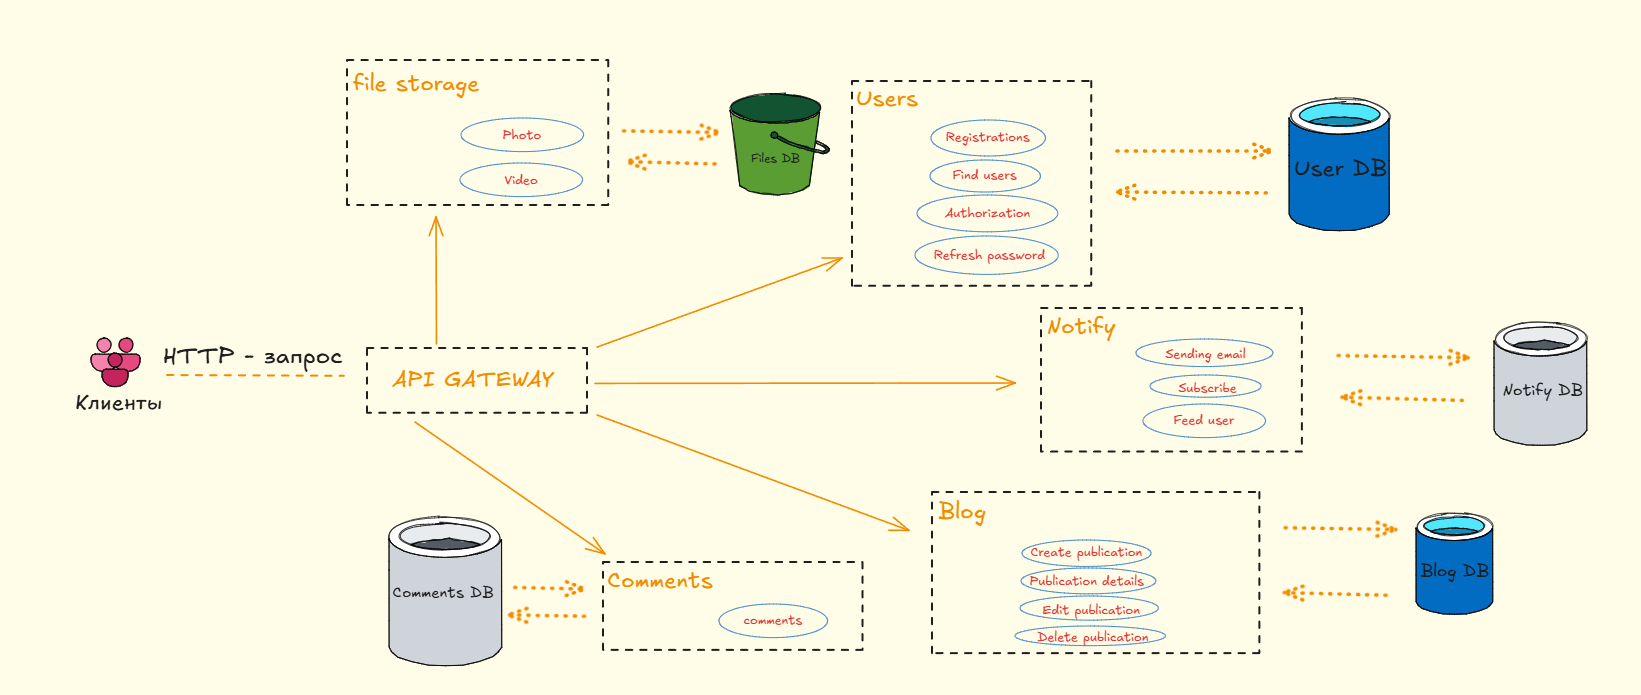 file storage
Photo
Video
Files DB
Users
Registrations
Find users
Authorization
Refresh password
User DB
HTTP - запрос
Клиенты
API GATEWAY
Notify
Sending email
Subscribe
Feed user
Notify DB
Comments DB
Comments
comments
Blog
Create publication
Publication details
Edit publication
Delete publication
Blog DB